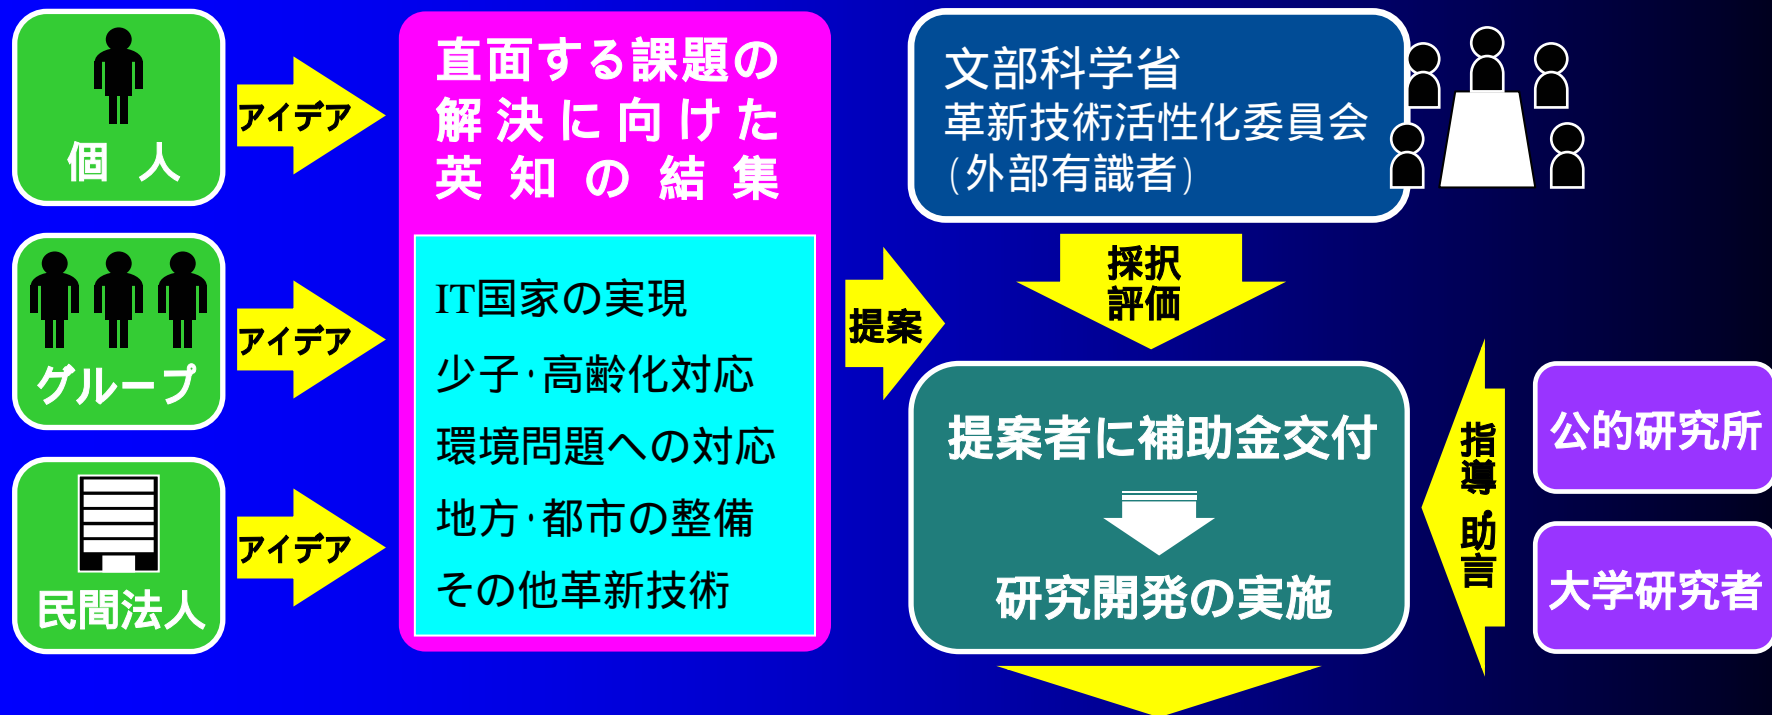 個 人
アイデア
グループ
アイデア
民間法人
アイデア
直面する課題の
解決に向けた
英知の結集
IT国家の実現
少子・高齢化対応
環境問題への対応
地方・都市の整備
その他革新技術
提案
文部科学省
革新技術活性化委員会
(外部有識者)
採択
評価
提案者に補助金交付
研究開発の実施
指導・助言
公的研究所
大学研究者